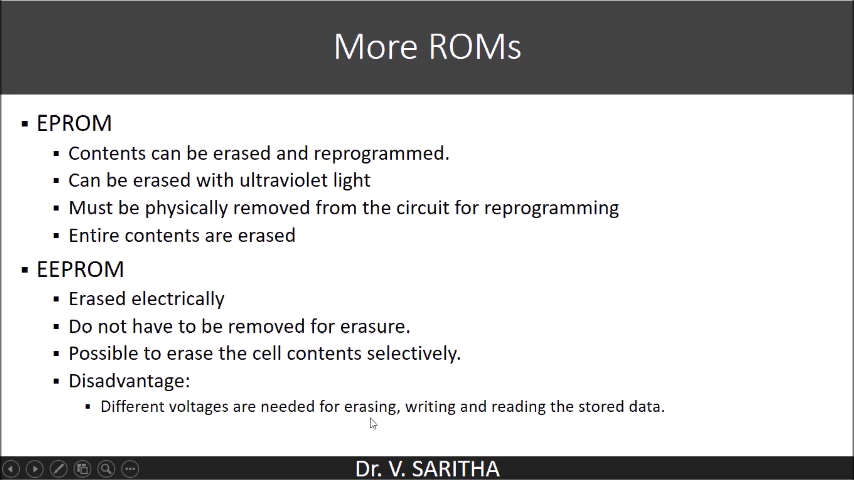 More ROMs
▪ EPROM
▪ Contents can be erased and reprogrammed.
▪ Can be erased with ultraviolet light
▪ Must be physically removed from the circuit for reprogramming
▪ Entire contents are erased
▪ EEPROM
▪ Erased electrically
▪ Do not have to be removed for erasure.
▪ Possible to erase the cell contents selectively.
▪ Disadvantage:
▪ Different voltages are needed for erasing, writing and reading the stored data.
Dr. V. SARITHA